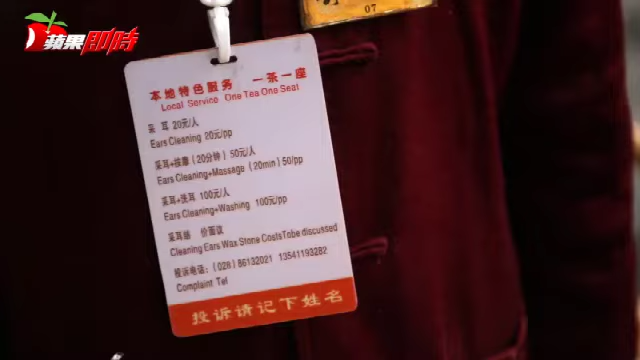 蘋果即時
07
本地特色服务 一茶一座
Local Service One Tea One Seat
采耳 20元/人
Ears Cleaning 20元/pp
采耳+按摩(20分钟)50元/人
Ears Cleaning+Massage(20min)50/pp
采耳+洗耳 100元/人
Ears Cleaning+Washing 100元/pp
采耳 价面议
Cleaning Ears Wax Stone CostsTobe discussed
投诉电话:(028)86132021 13541193282
Complaint Tel
投诉请记下姓名